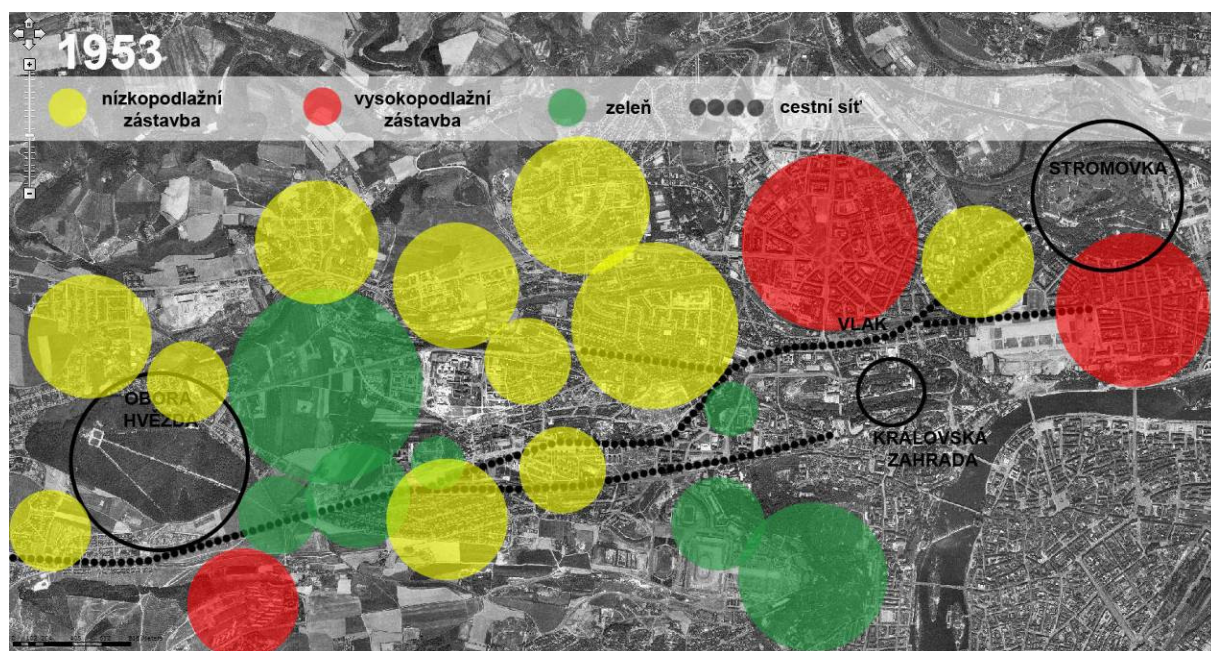 1953
nízkopodlažní
zástavba
vysokopodlažní
zástavba
zeleň
cestní síť
STROMOVKA
VLAK
OBORA
HVĚZDA
KRÁLOVSKÁ
ZAHRADA